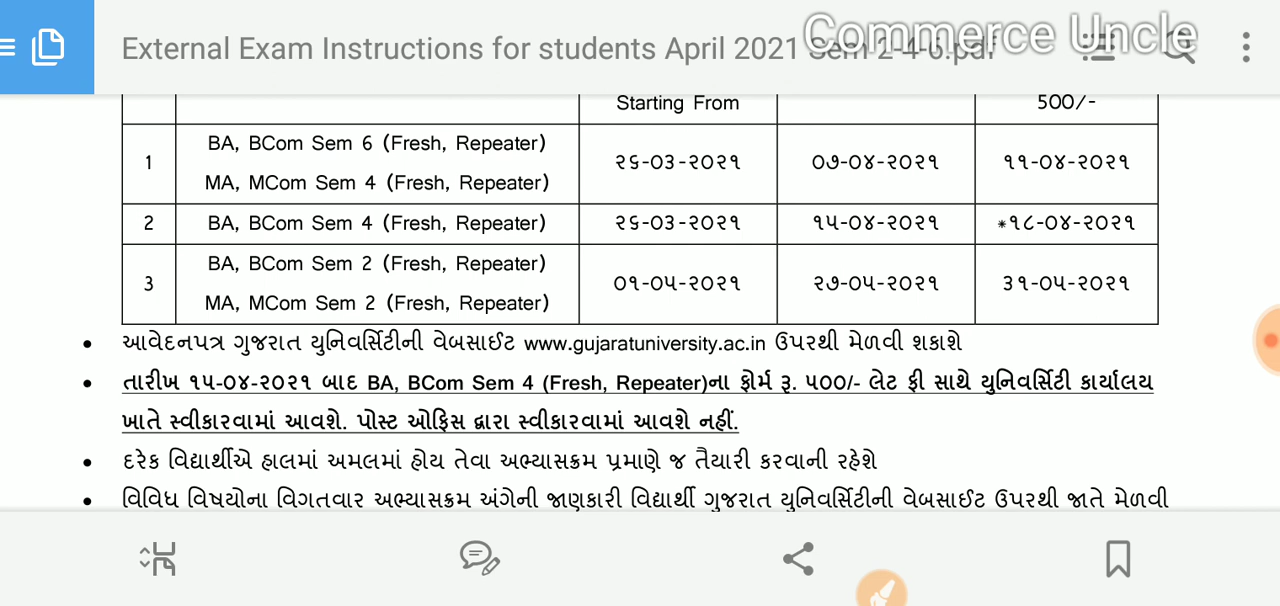 Commerce Uncle
External Exam Instructions for students April 2021 Sem 2-4-6.pdf
Starting From 500/-
1 BA, BCom Sem 6 (Fresh, Repeater) ૨૬-૦૩-૨૦૨૧ ૦૭-૦૪-૨૦૨૧ ૧૧-૦૪-૨૦૨૧
MA, MCom Sem 4 (Fresh, Repeater)
2 BA, BCom Sem 4 (Fresh, Repeater) ૨૬-૦૩-૨૦૨૧ ૧૫-૦૪-૨૦૨૧ *૧૮-૦૪-૨૦૨૧
3 BA, BCom Sem 2 (Fresh, Repeater) ૦૧-૦૫-૨૦૨૧ ૨૭-૦૫-૨૦૨૧ ૩૧-૦૫-૨૦૨૧
MA, MCom Sem 2 (Fresh, Repeater)
• આવેદનપત્ર ગુજરાત યુનિવર્સિટીની વેબસાઈટ www.gujaratuniversity.ac.in ઉપરથી મેળવી શકાશે
• તારીખ ૧૫-૦૪-૨૦૨૧ બાદ BA, BCom Sem 4 (Fresh, Repeater)ના ફોર્મ રૂ. ૫૦૦/- લેટ ફી સાથે યુનિવર્સિટી કાર્યાલય
ખાતે સ્વીકારવામાં આવશે. પોસ્ટ ઓફિસ દ્વારા સ્વીકારવામાં આવશે નહીં.
• દરેક વિદ્યાર્થીએ હાલમાં અમલમાં હોય તેવા અભ્યાસક્રમ પ્રમાણે જ તૈયારી કરવાની રહેશે
• વિવિધ વિષયોના વિગતવાર અભ્યાસક્રમ અંગેની જાણકારી વિદ્યાર્થી ગુજરાત યુનિવર્સિટીની વેબસાઈટ ઉપરથી જાતે મેળવી